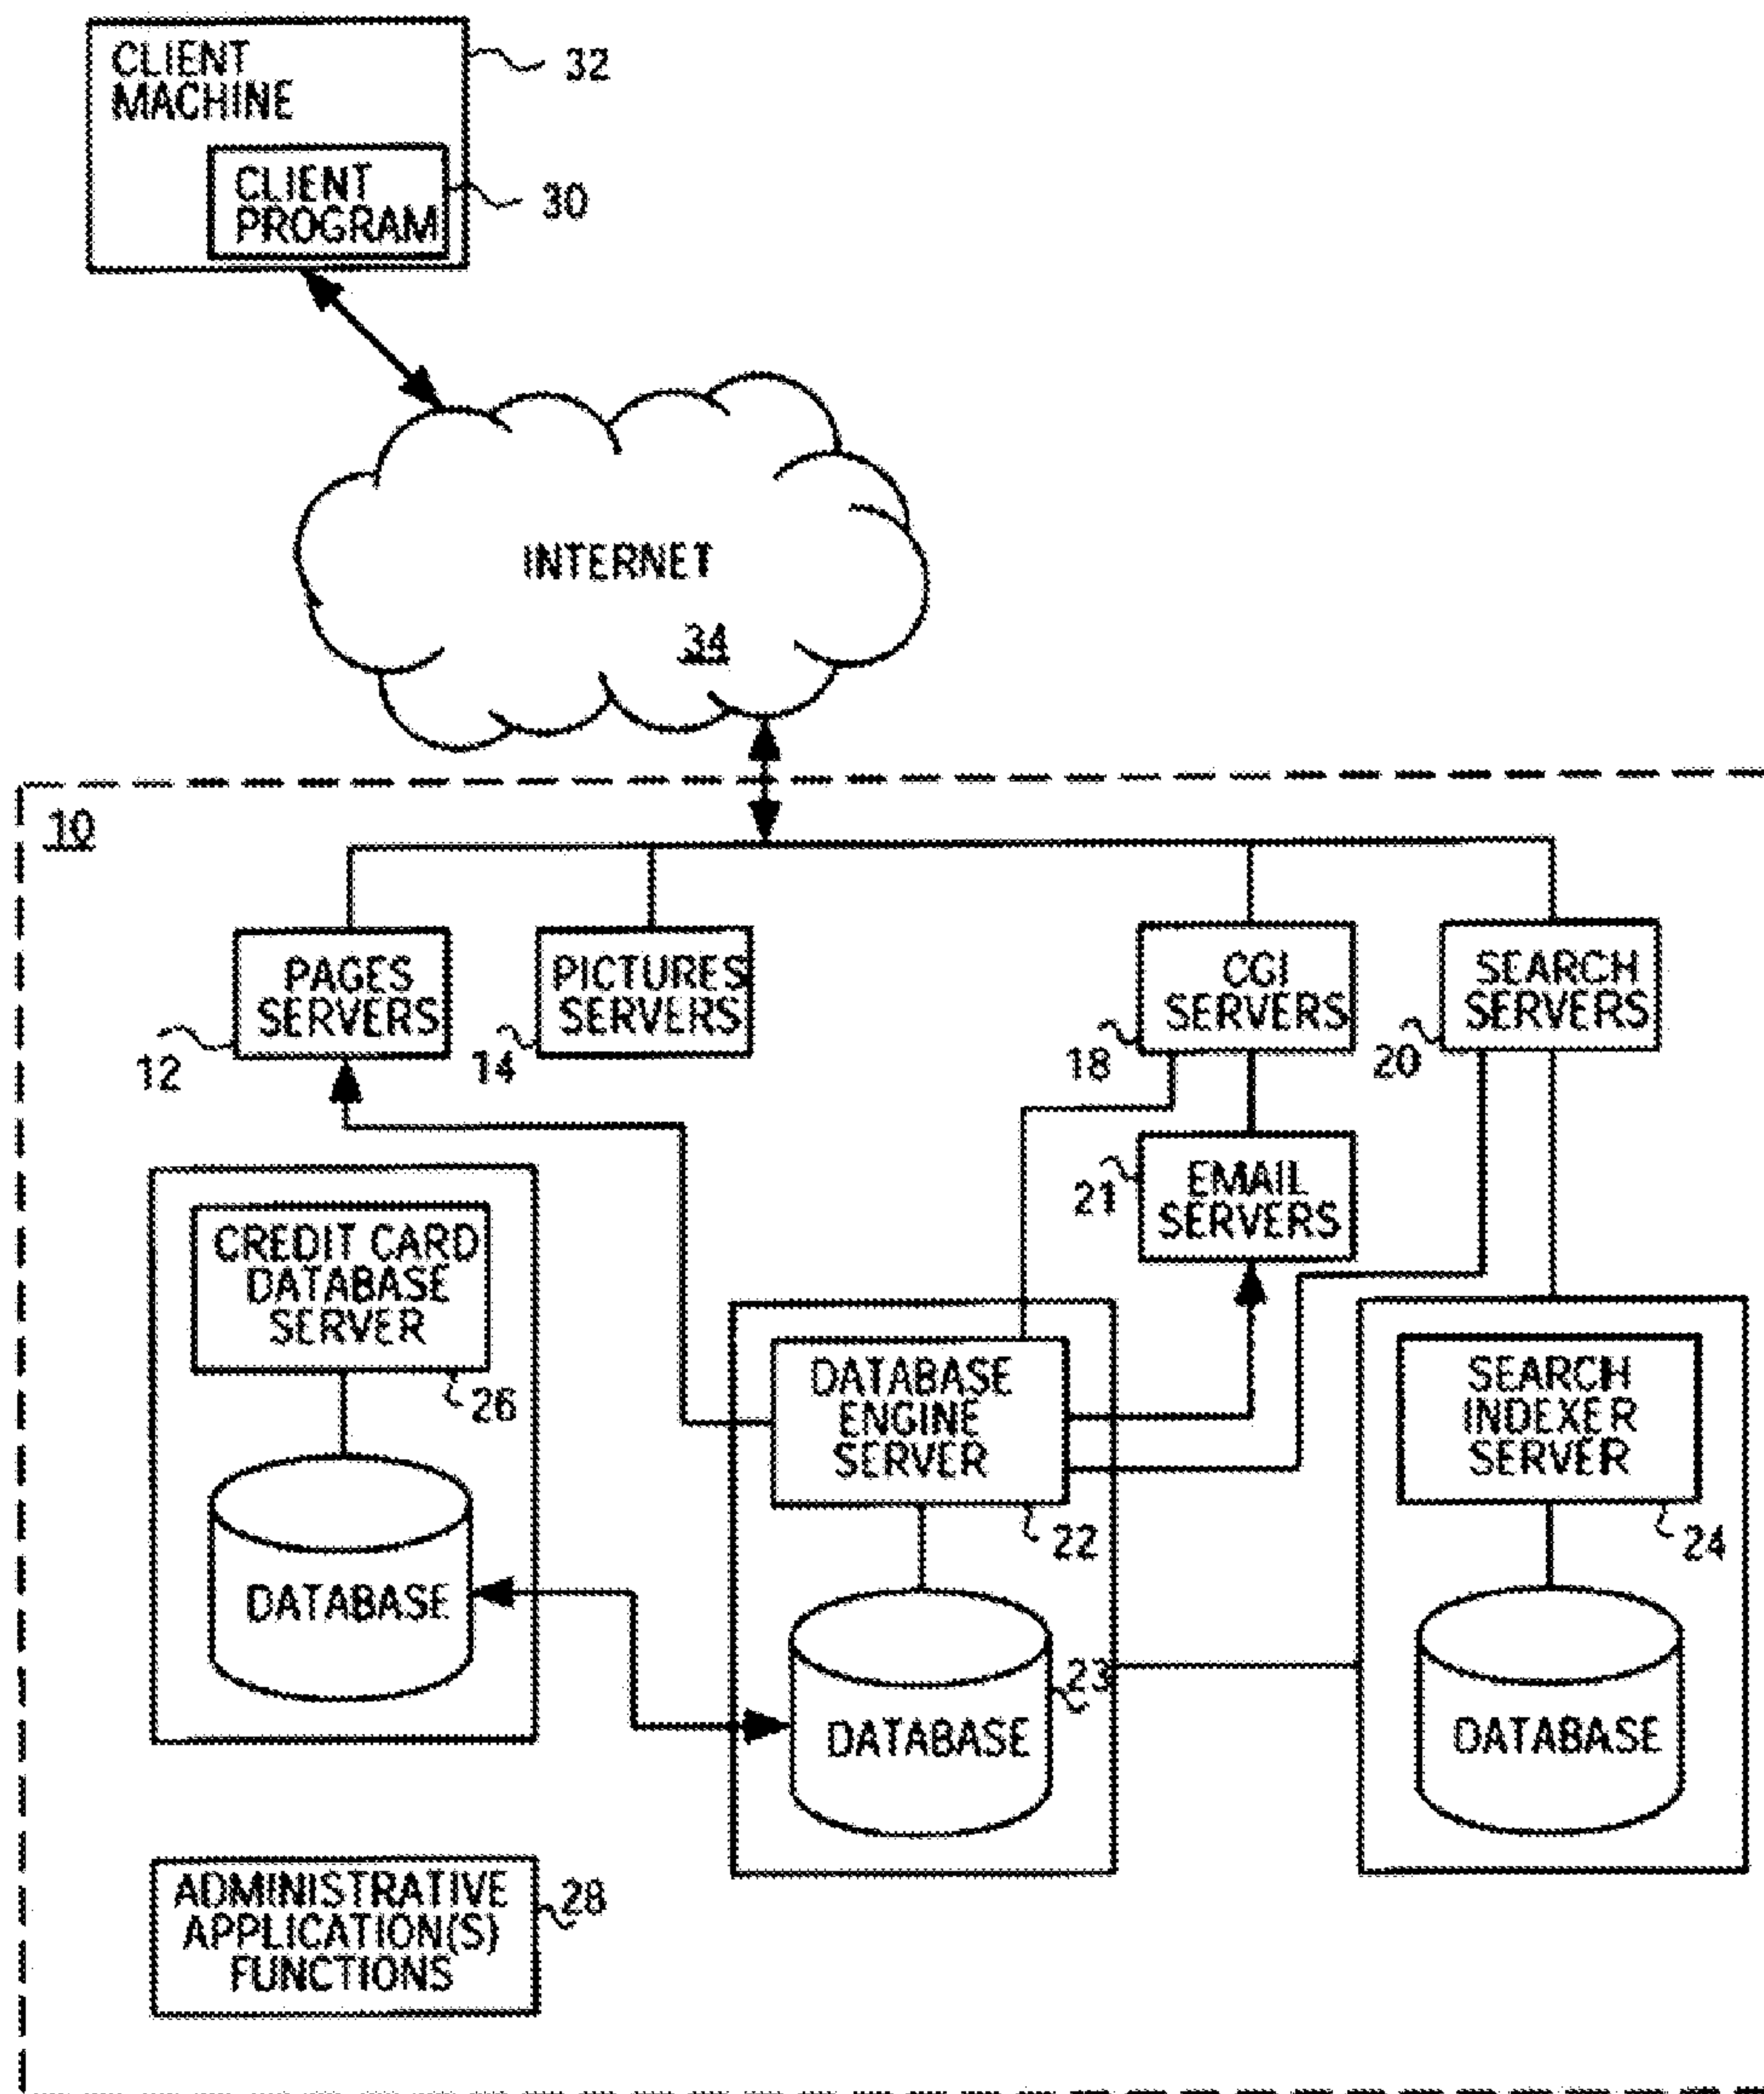 CLIENT
MACHINE
32
CLIENT
PROGRAM
30
INTERNET
34
10
PAGES
SERVERS
12
PICTURES
SERVERS
14
CGI
SERVERS
18
SEARCH
SERVERS
20
EMAIL
SERVERS
21
CREDIT CARD
DATABASE
SERVER
26
DATABASE
DATABASE
ENGINE
SERVER
22
DATABASE
23
SEARCH
INDEXER
SERVER
24
DATABASE
ADMINISTRATIVE
APPLICATION(S)
FUNCTIONS
28